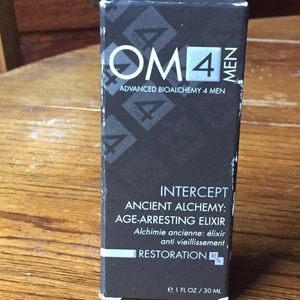 OM4
MEN
ADVANCED BIOALCHEMY 4 MEN
INTERCEPT
ANCIENT ALCHEMY:
AGE-ARRESTING ELIXIR
Alchimie ancienne: élixir
anti vieillissement
RESTORATION
e.1 FL OZ / 30 ML